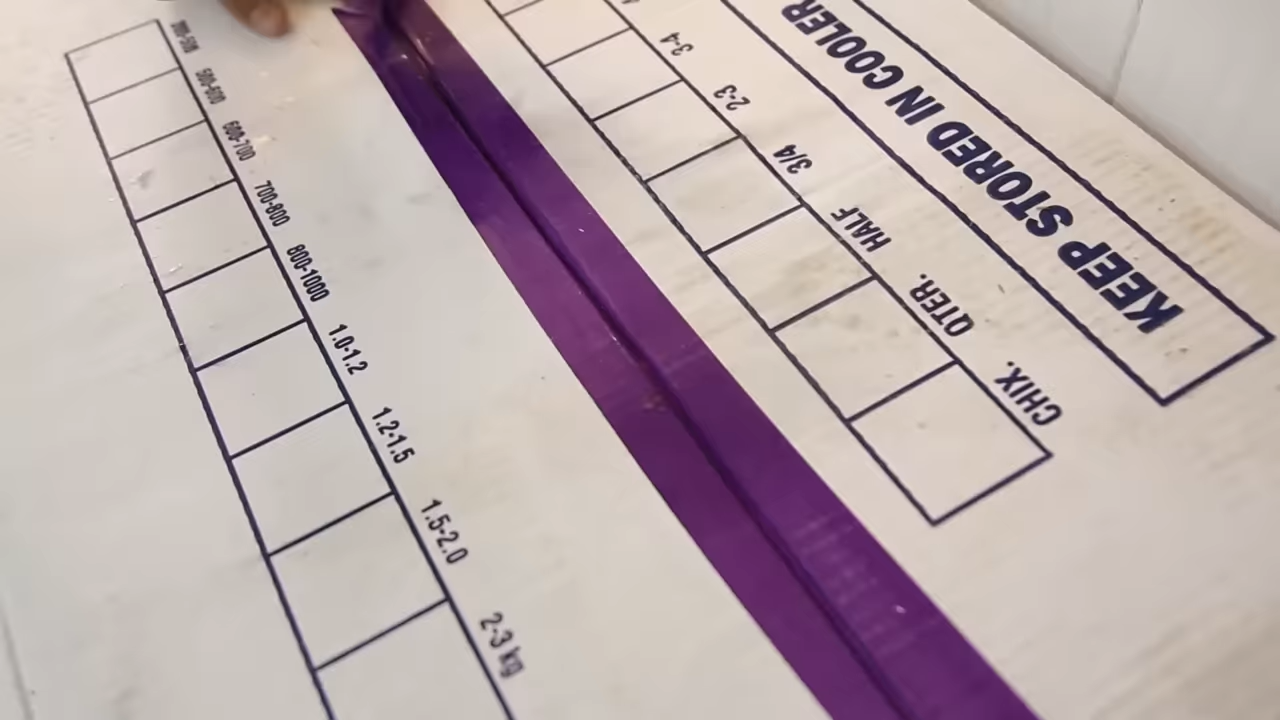 KEEP STORED IN COOLER
CHIX.
QTER.
HALF
3/4
2-3
3-4
500-600
600-700
700-800
800-1000
1.0-1.2
1.2-1.5
1.5-2.0
2-3 kg